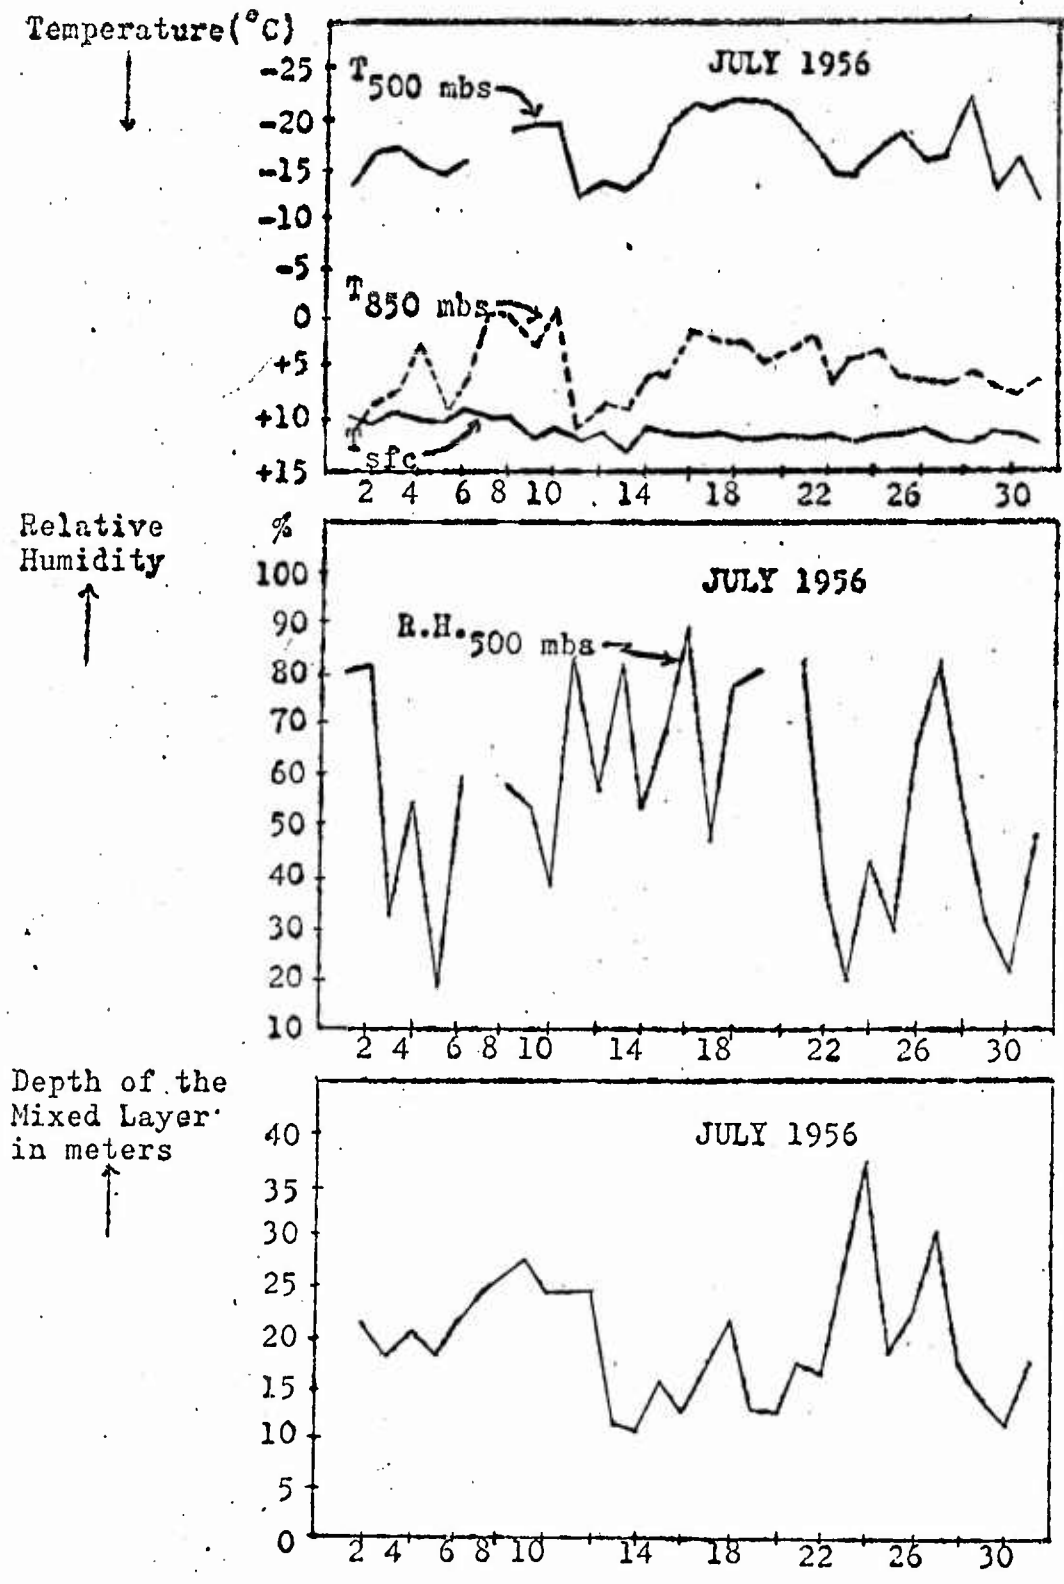 Temperature(°C)
JULY 1956
-25
T500 mbs
-20
-15
-10
-5
T850 mbs
0
+5
+10
Tsfc
+15
2 4 6 8 10 14 18 22 26 30
Relative
Humidity
%
JULY 1956
100
90
R.H.500 mbs
80
70
60
50
40
30
20
10
2 4 6 8 10 14 18 22 26 30
Depth of the
Mixed Layer
in meters
JULY 1956
40
35
30
25
20
15
10
5
0
2 4 6 8 10 14 18 22 26 30